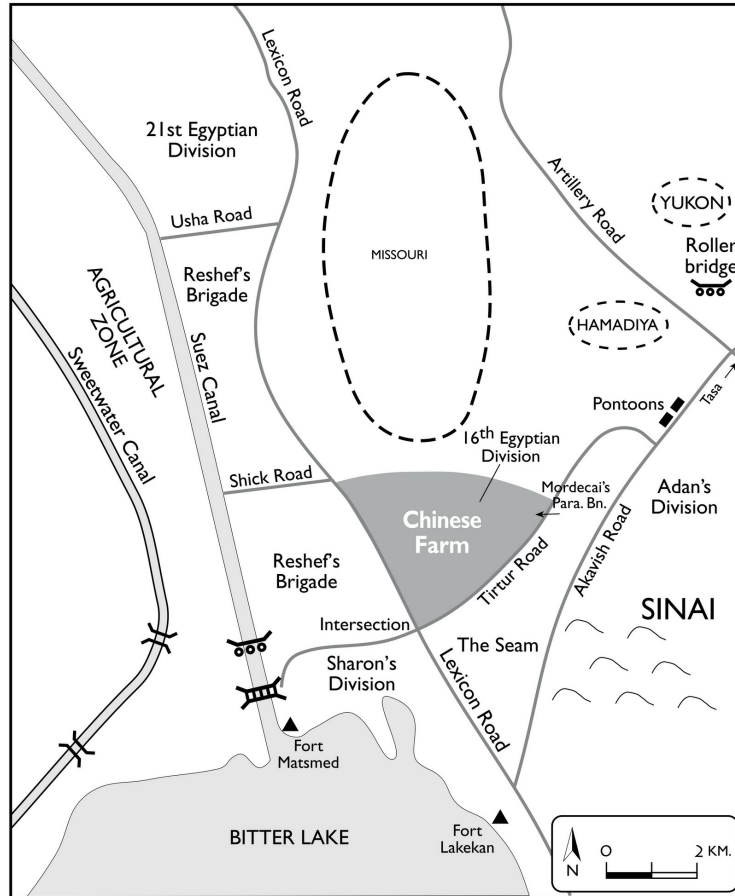 Lexicon Road
21st Egyptian
Division
Artillery Road
YUKON
Usha Road
Roller
bridge
MISSOURI
Reshef's
Brigade
AGRICULTURAL
ZONE
Suez Canal
Sweetwater Canal
HAMADIYA
Tasa
Pontoons
16th Egyptian
Division
Shick Road
Mordecai's
Para. Bn.
Adan's
Division
Chinese
Farm
Akavish Road
Tirtur Road
Reshef's
Brigade
SINAI
Intersection
The Seam
Sharon's
Division
Lexicon Road
Fort
Matsmed
BITTER LAKE
Fort
Lakekan
N
0 2 KM.